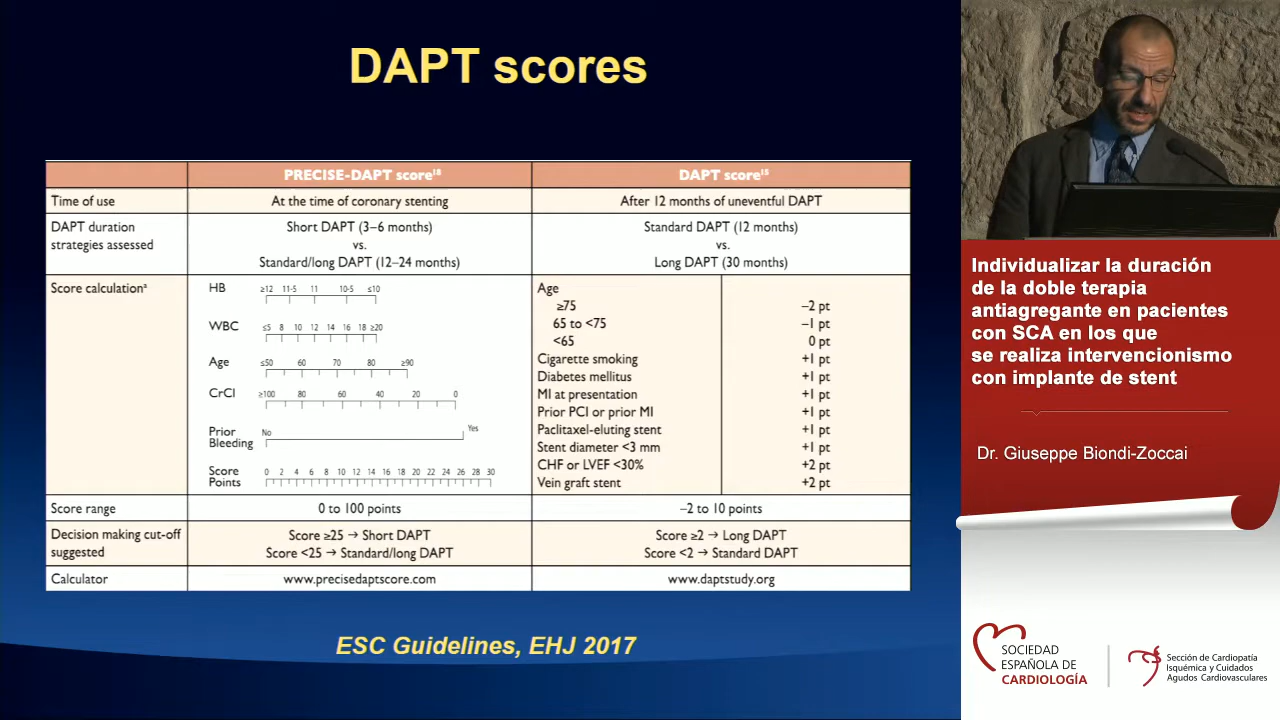 DAPT scores
PRECISE-DAPT score18
DAPT score15
Time of use
At the time of coronary stenting
After 12 months of uneventful DAPT
DAPT duration
strategies assessed
Short DAPT (3–6 months)
vs.
Standard/long DAPT (12–24 months)
Standard DAPT (12 months)
vs.
Long DAPT (30 months)
Score calculationa
HB
≥12 11·5 11 10·5 ≤10
WBC
≤5 8 10 12 14 16 18 ≥20
Age
≤50 60 70 80 ≥90
CrCl
≥100 80 60 40 20 0
Prior
Bleeding
No Yes
Score
Points
0 2 4 6 8 10 12 14 16 18 20 22 24 26 28 30
Age
≥75 –2 pt
65 to <75 –1 pt
<65 0 pt
Cigarette smoking +1 pt
Diabetes mellitus +1 pt
MI at presentation +1 pt
Prior PCI or prior MI +1 pt
Paclitaxel-eluting stent +1 pt
Stent diameter <3 mm +1 pt
CHF or LVEF <30% +2 pt
Vein graft stent +2 pt
Score range
0 to 100 points
–2 to 10 points
Decision making cut-off
suggested
Score ≥25 → Short DAPT
Score <25 → Standard/long DAPT
Score ≥2 → Long DAPT
Score <2 → Standard DAPT
Calculator
www.precisedaptscore.com
www.daptstudy.org
ESC Guidelines, EHJ 2017
Individualizar la duración
de la doble terapia
antiagregante en pacientes
con SCA en los que
se realiza intervencionismo
con implante de stent
Dr. Giuseppe Biondi-Zoccai
SOCIEDAD
ESPAÑOLA DE
CARDIOLOGÍA
Sección de Cardiopatía
Isquémica y Cuidados
Agudos Cardiovasculares